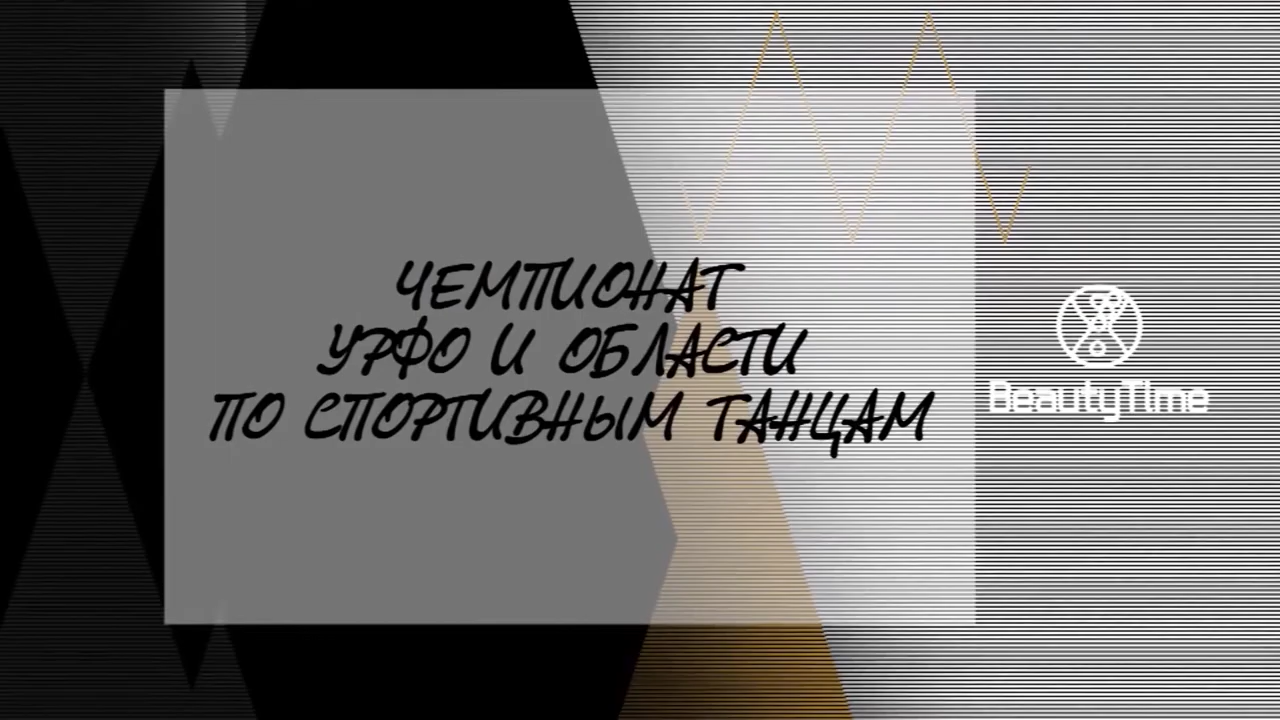 ЧЕМПИОНАТ
УРФО И ОБЛАСТИ
ПО СПОРТИВНЫМ ТАНЦАМ
BeautyTime